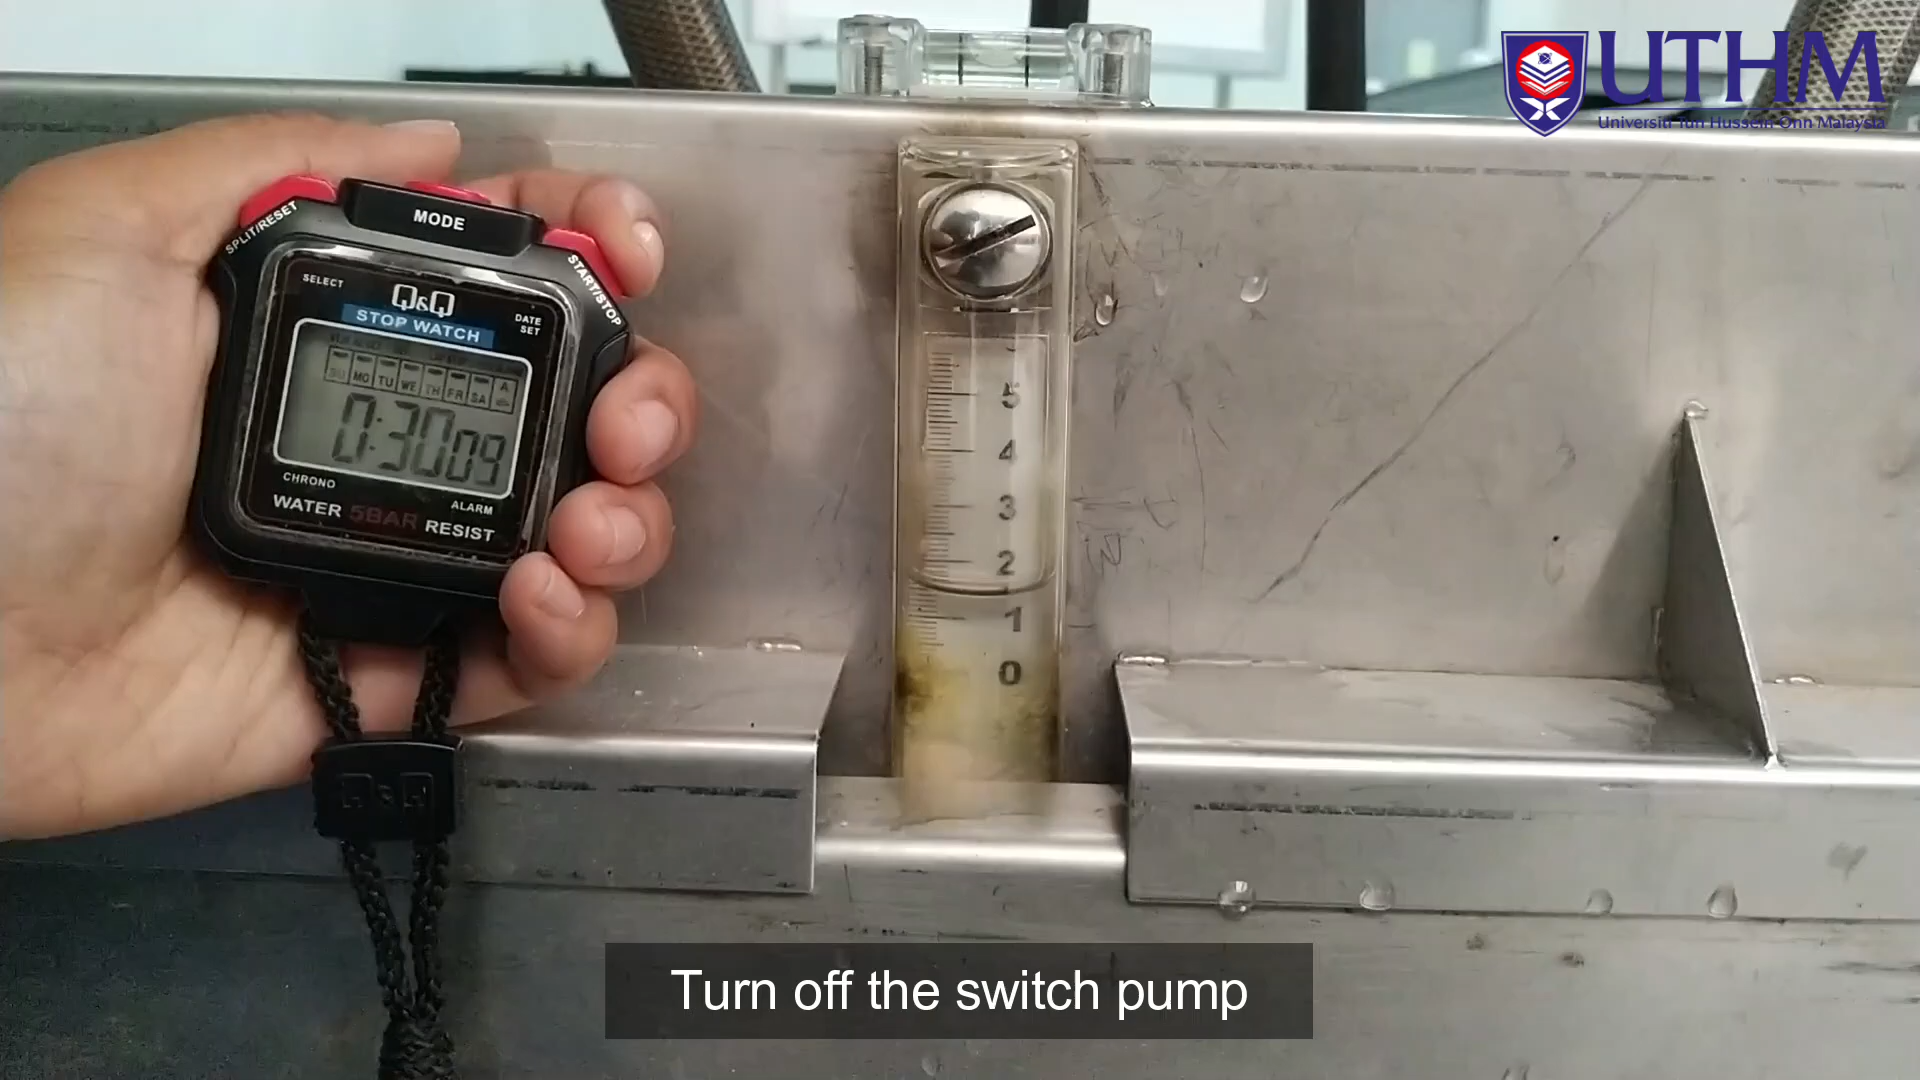 UTHM
Universiti Tun Hussein Onn Malaysia
MODE
SPLIT/RESET
START/STOP
SELECT
Q&Q
DATE
SET
STOP WATCH
SU MO TU WE TH FR SA A
0:30 09
CHRONO
ALARM
WATER 5BAR RESIST
5
4
3
2
1
0
Q&Q
Turn off the switch pump